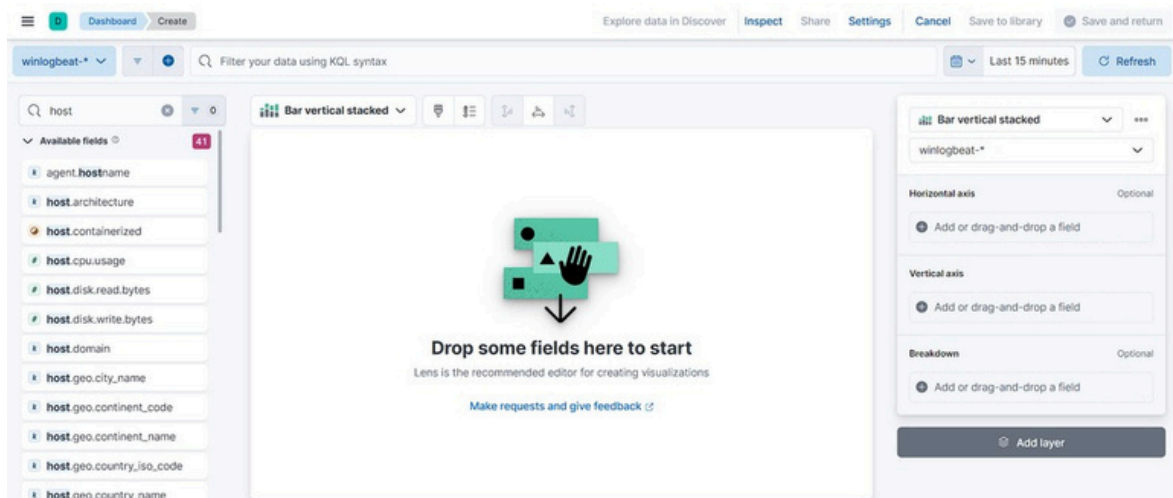 D Dashboard Create Explore data in Discover Inspect Share Settings Cancel Save to library Save and return
winlogbeat-* Filter your data using KQL syntax Last 15 minutes Refresh
host 0
Available fields 41
agent.hostname
host.architecture
host.containerized
host.cpu.usage
host.disk.read.bytes
host.disk.write.bytes
host.domain
host.geo.city_name
host.geo.continent_code
host.geo.continent_name
host.geo.country_iso_code
host.geo.country_name
Bar vertical stacked
Drop some fields here to start
Lens is the recommended editor for creating visualizations
Make requests and give feedback
Bar vertical stacked
winlogbeat-*
Horizontal axis Optional
Add or drag-and-drop a field
Vertical axis
Add or drag-and-drop a field
Breakdown Optional
Add or drag-and-drop a field
Add layer